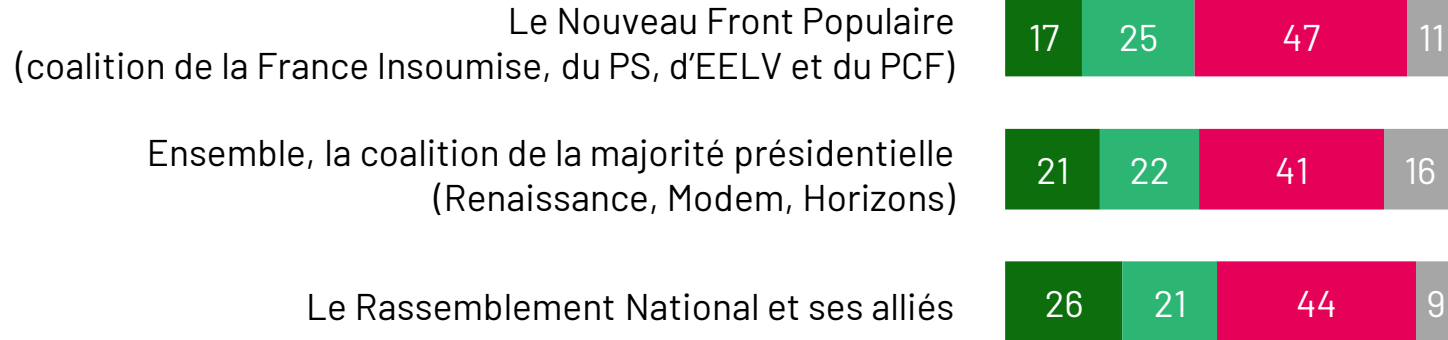 Le Nouveau Front Populaire
(coalition de la France Insoumise, du PS, d’EELV et du PCF)
17 25 47 11
Ensemble, la coalition de la majorité présidentielle
(Renaissance, Modem, Horizons)
21 22 41 16
Le Rassemblement National et ses alliés
26 21 44 9